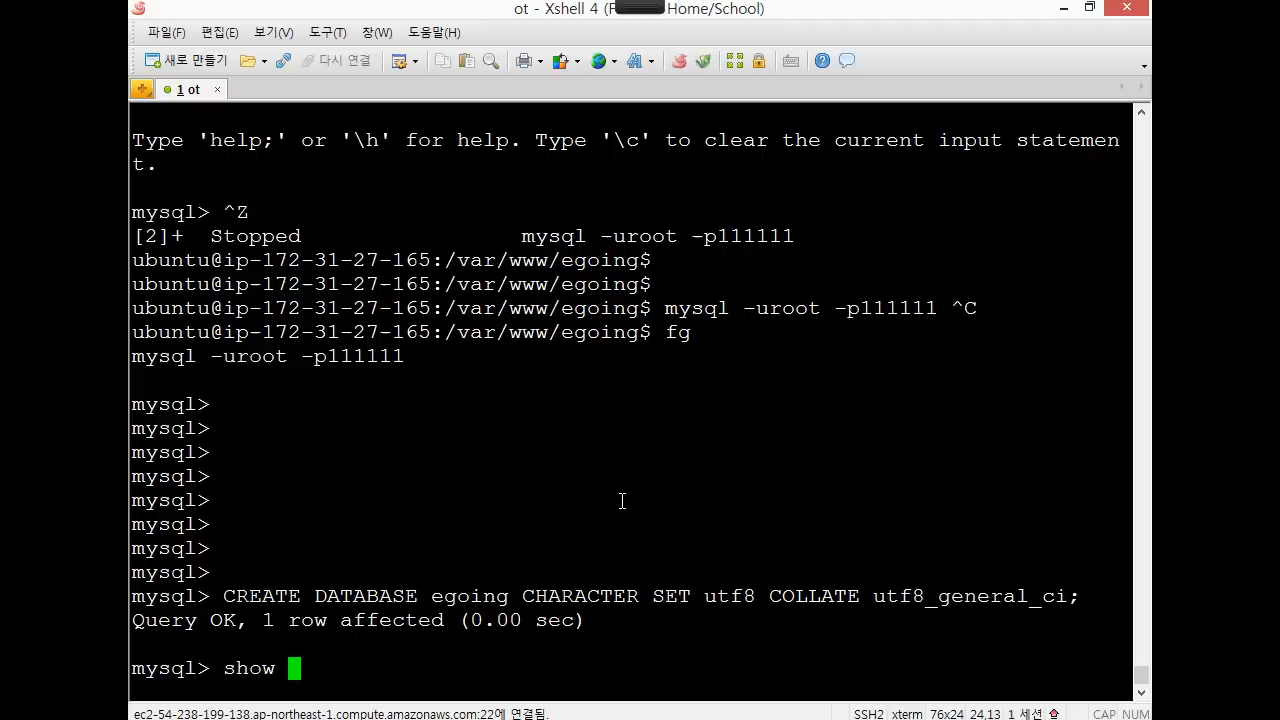 ot - Xshell 4 (F Home/School)
파일(F) 편집(E) 보기(V) 도구(T) 창(W) 도움말(H)
새로 만들기 다시 연결
1 ot
Type 'help;' or '\h' for help. Type '\c' to clear the current input statemen
t.
mysql> ^Z
[2]+  Stopped                 mysql -uroot -p111111
ubuntu@ip-172-31-27-165:/var/www/egoing$
ubuntu@ip-172-31-27-165:/var/www/egoing$
ubuntu@ip-172-31-27-165:/var/www/egoing$ mysql -uroot -p111111 ^C
ubuntu@ip-172-31-27-165:/var/www/egoing$ fg
mysql -uroot -p111111
mysql>
mysql>
mysql>
mysql>
mysql>
mysql>
mysql>
mysql>
mysql> CREATE DATABASE egoing CHARACTER SET utf8 COLLATE utf8_general_ci;
Query OK, 1 row affected (0.00 sec)
mysql> show
ec2-54-238-199-138.ap-northeast-1.compute.amazonaws.com:22에 연결됨. SSH2 xterm 76x24 24,13 1 세션 CAP NUM